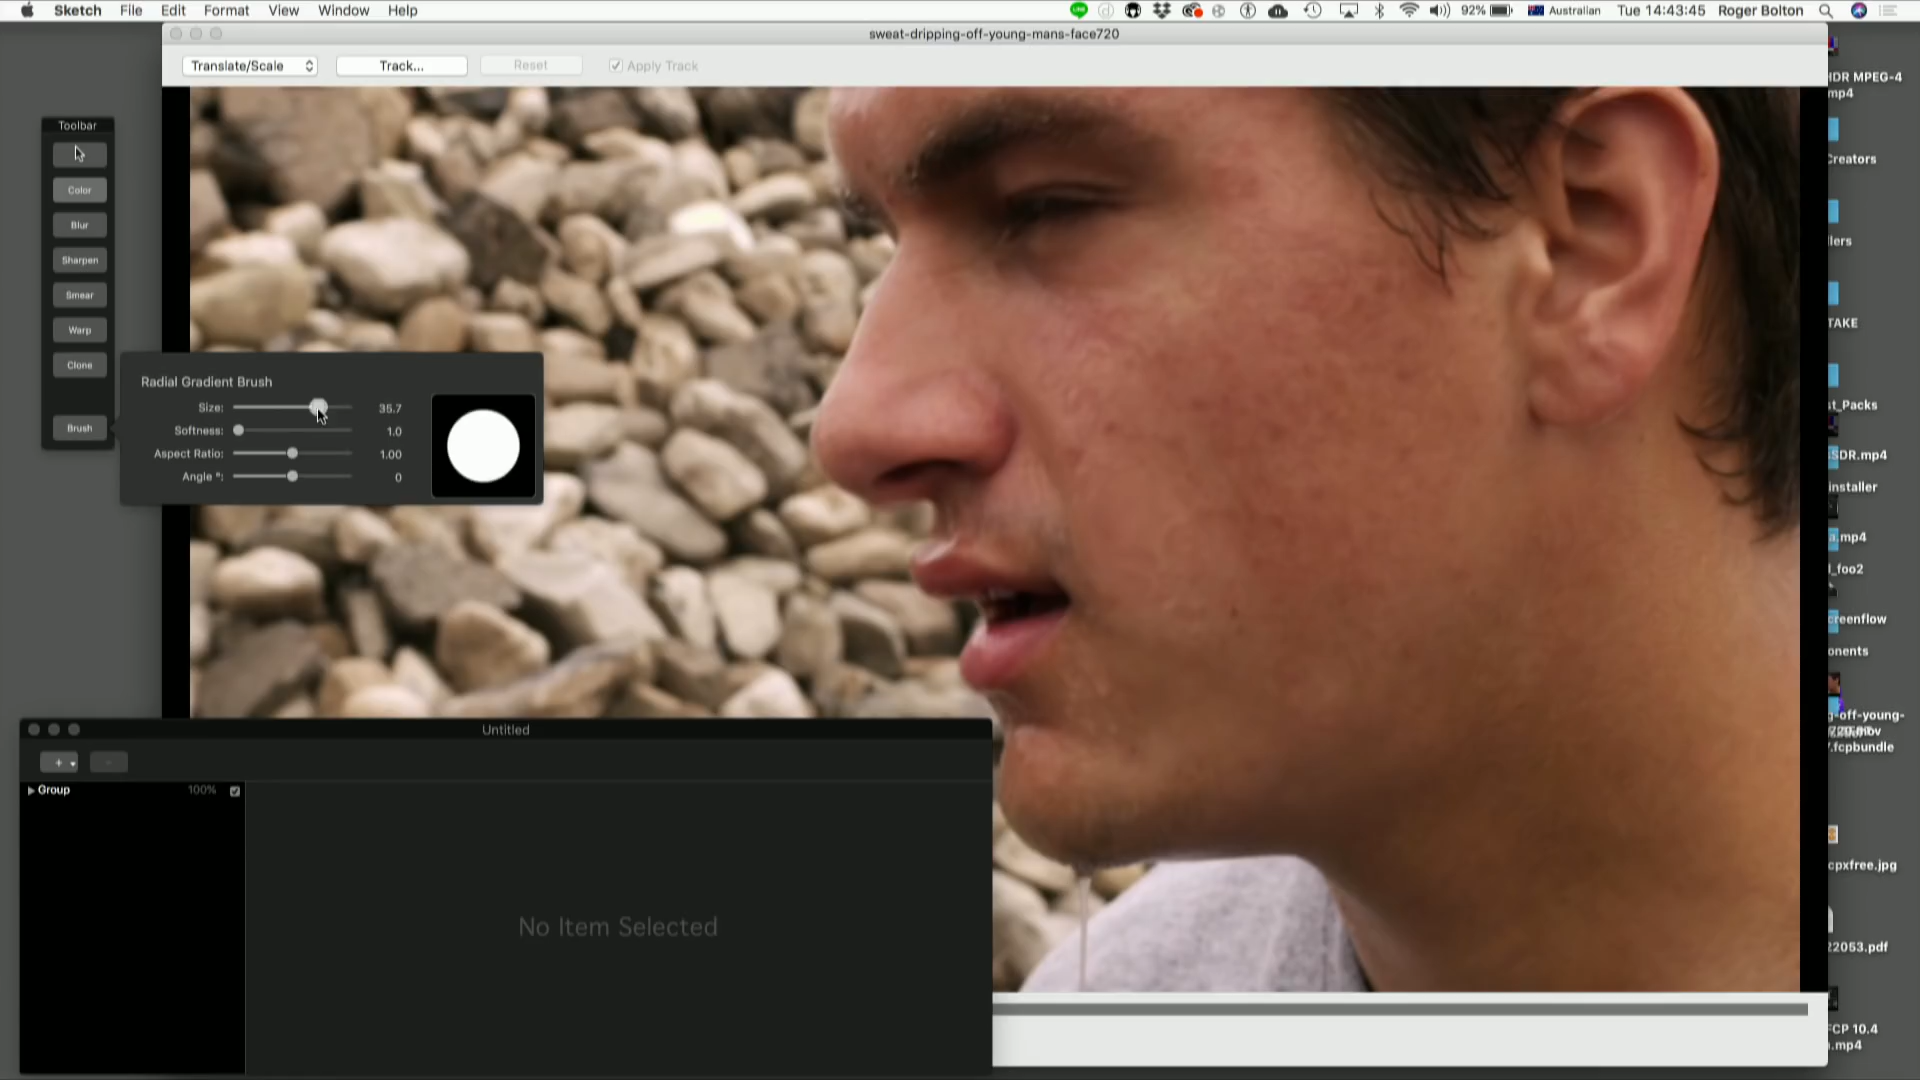 Sketch File Edit Format View Window Help
92% Australian Tue 14:43:45 Roger Bolton
sweat-dripping-off-young-mans-face720
Translate/Scale Track... Reset Apply Track
Toolbar
Color
Blur
Sharpen
Smear
Warp
Clone
Brush
Radial Gradient Brush
Size: 35.7
Softness: 1.0
Aspect Ratio: 1.00
Angle °: 0
Untitled
+ -
Group 100%
No Item Selected
HDR MPEG-4
mp4
Creators
lers
TAKE
t_Packs
SDR.mp4
installer
a.mp4
_foo2
creenflow
onents
g-off-young-
.fcpbundle
cpxfree.jpg
22053.pdf
FCP 10.4
.mp4